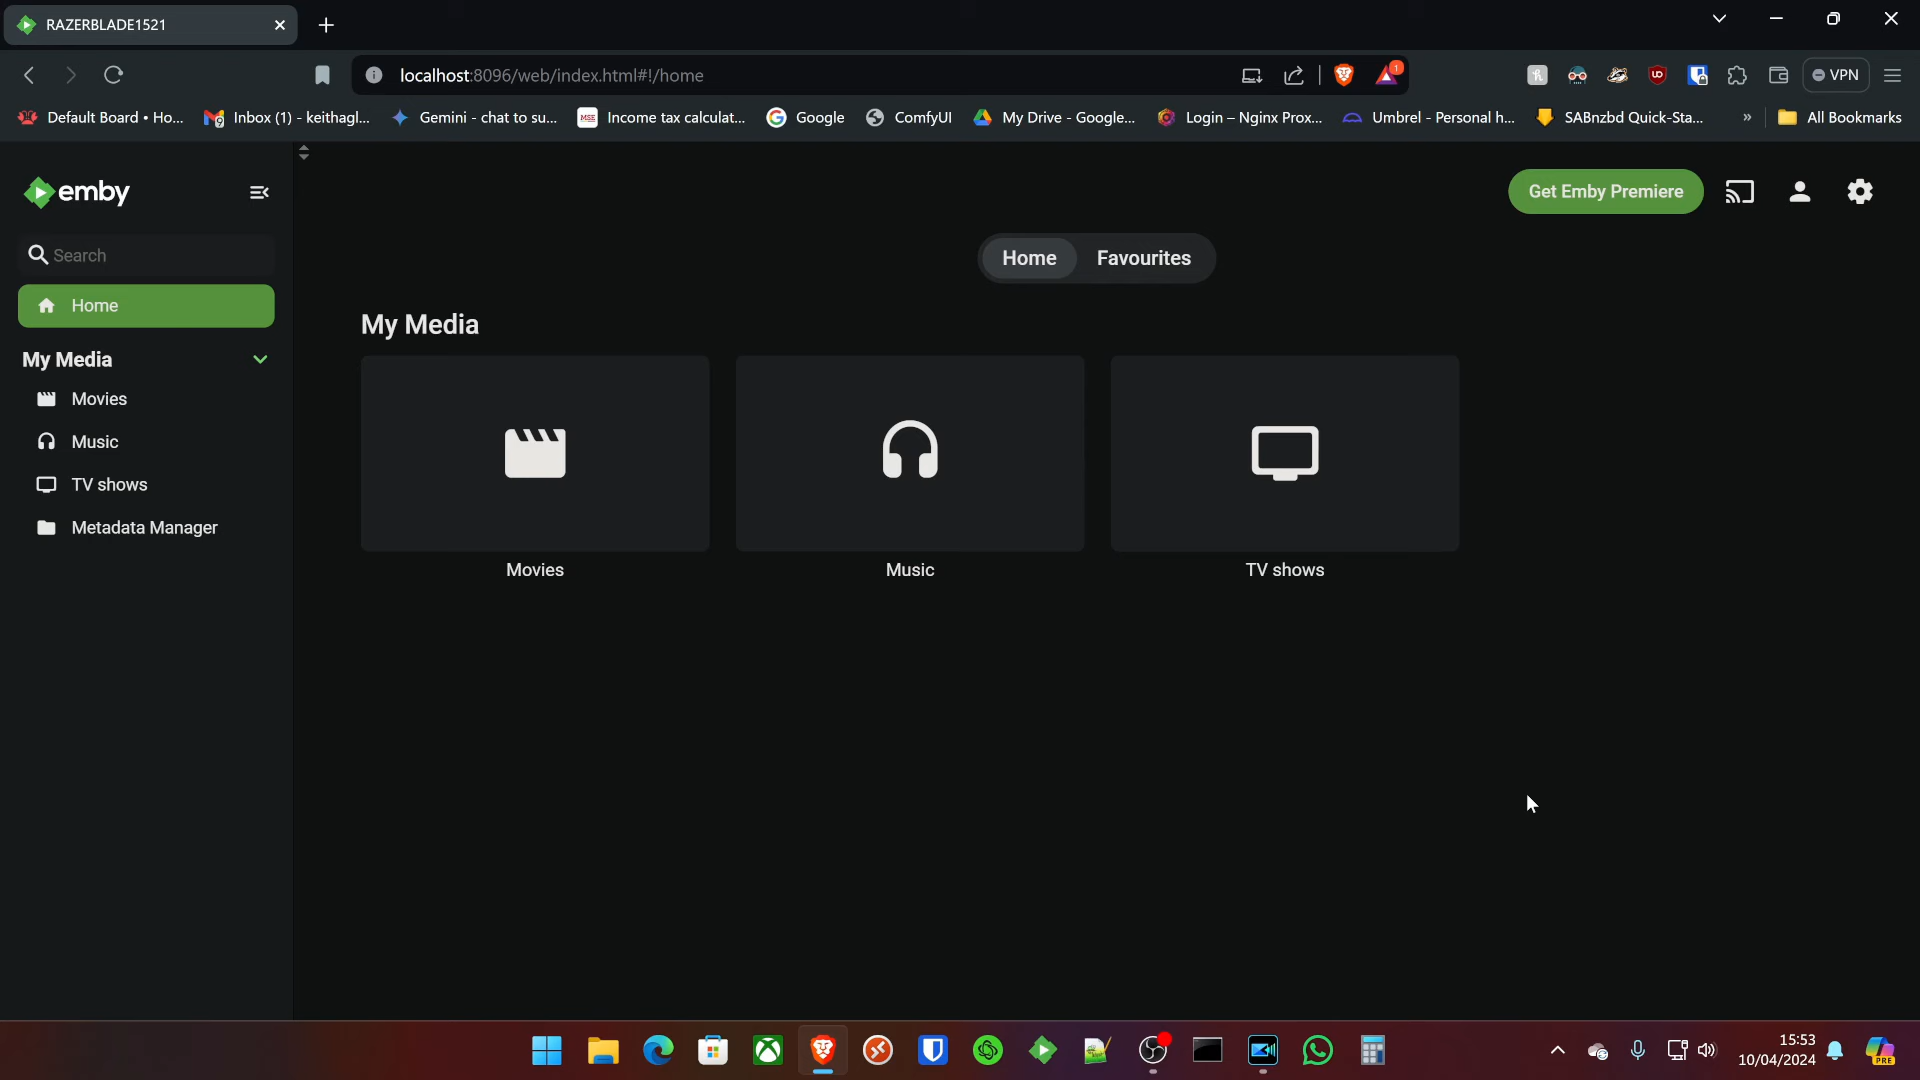 RAZERBLADE1521
localhost:8096/web/index.html#!/home
1
VPN
Default Board • Ho...
Inbox (1) - keithagl...
Gemini - chat to su...
MSE
Income tax calculat...
Google
ComfyUI
My Drive - Google...
Login – Nginx Prox...
Umbrel - Personal h...
SABnzbd Quick-Sta...
»
All Bookmarks
emby
Get Emby Premiere
Search
Home
Favourites
Home
My Media
My Media
Movies
Music
TV shows
Metadata Manager
Movies
Music
TV shows
15:53
10/04/2024
PRE